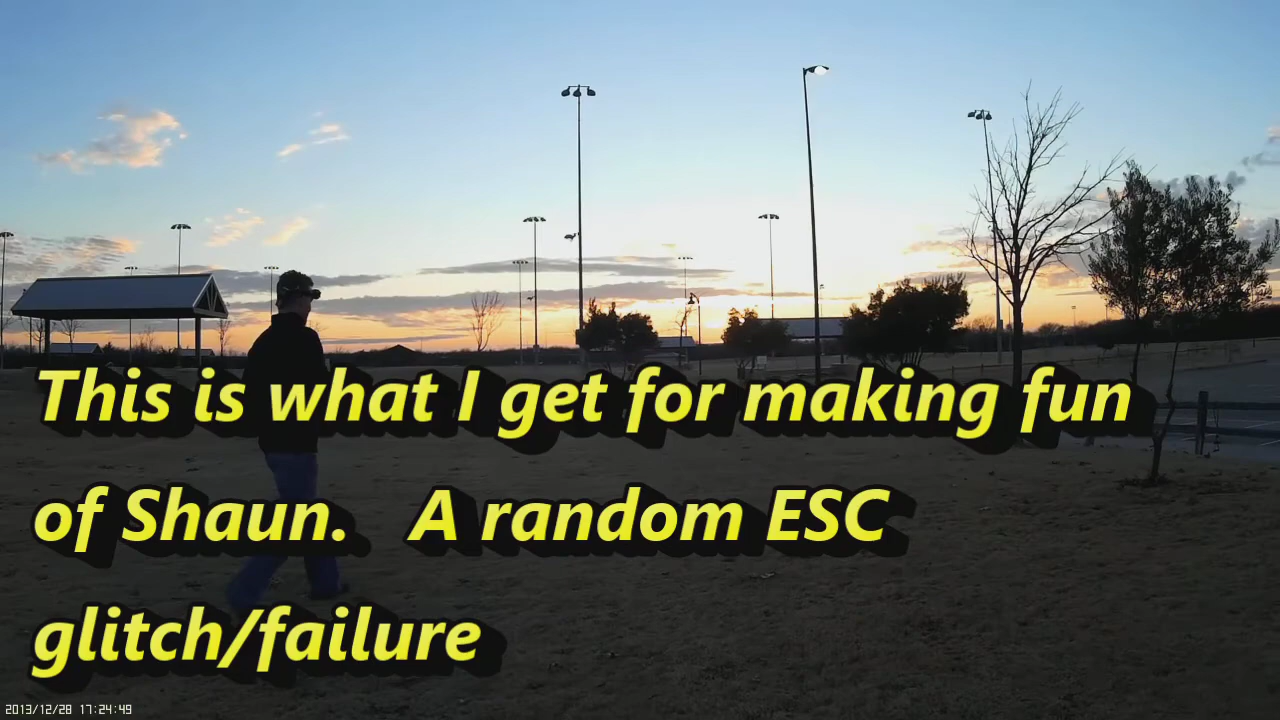 This is what I get for making fun
of Shaun.   A random ESC
glitch/failure
2013/12/28 17:24:49